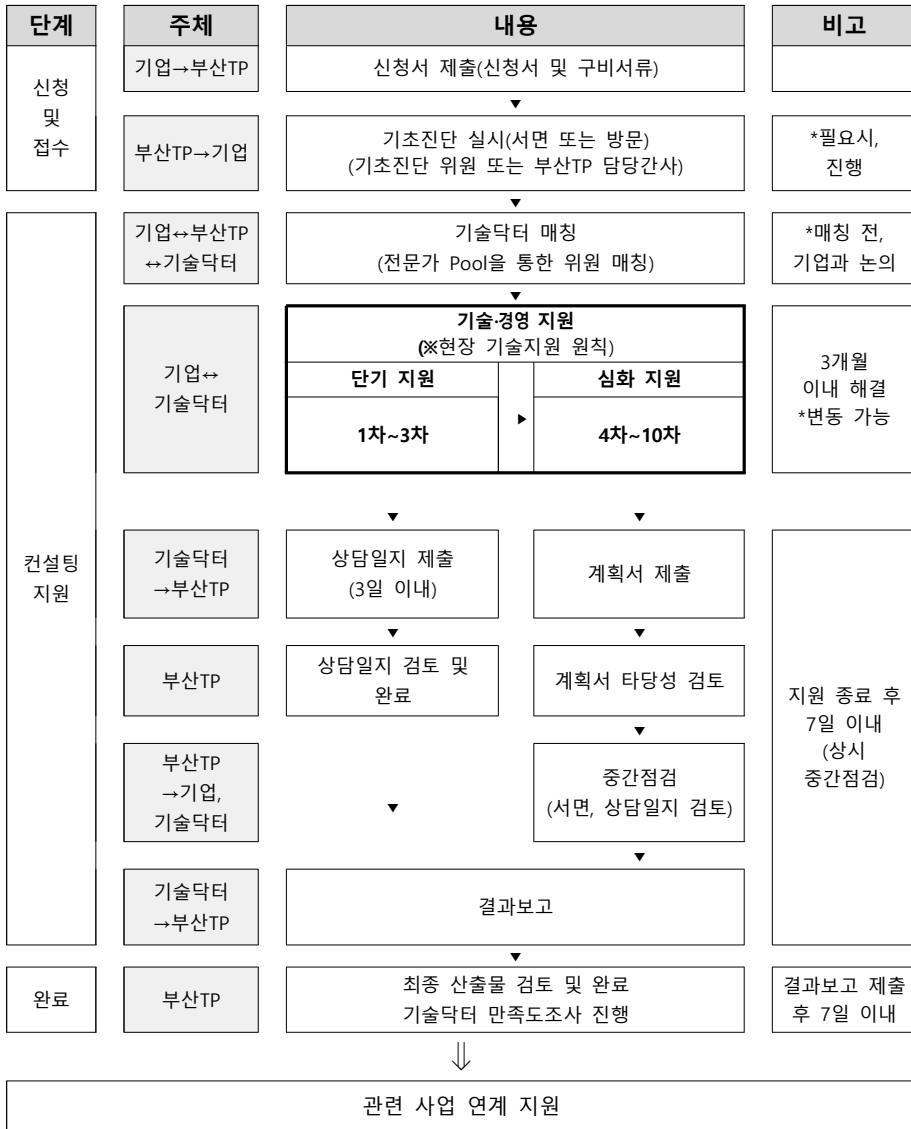 단계 주체 내용 비고
신청
및
접수
기업→부산TP
신청서 제출(신청서 및 구비서류)
▼
부산TP→기업
기초진단 실시(서면 또는 방문)
(기초진단 위원 또는 부산TP 담당간사)
*필요시,
진행
▼
컨설팅
지원
기업↔부산TP
↔기술닥터
기술닥터 매칭
(전문가 Pool을 통한 위원 매칭)
*매칭 전,
기업과 논의
▼
기업↔
기술닥터
기술·경영 지원
(※현장 기술지원 원칙)
단기 지원 ▶ 심화 지원
1차~3차 4차~10차
3개월
이내 해결
*변동 가능
▼ ▼
기술닥터
→부산TP
상담일지 제출
(3일 이내)
계획서 제출
▼ ▼
부산TP
상담일지 검토 및
완료
계획서 타당성 검토
지원 종료 후
7일 이내
(상시
중간점검)
▼
부산TP
→기업,
기술닥터
▼
중간점검
(서면, 상담일지 검토)
▼
기술닥터
→부산TP
결과보고
▼
완료
부산TP
최종 산출물 검토 및 완료
기술닥터 만족도조사 진행
결과보고 제출
후 7일 이내
⇓
관련 사업 연계 지원